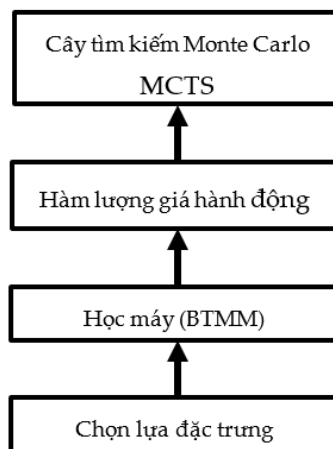 Cây tìm kiếm Monte Carlo
MCTS
Hàm lượng giá hành động
Học máy (BTMM)
Chọn lựa đặc trưng